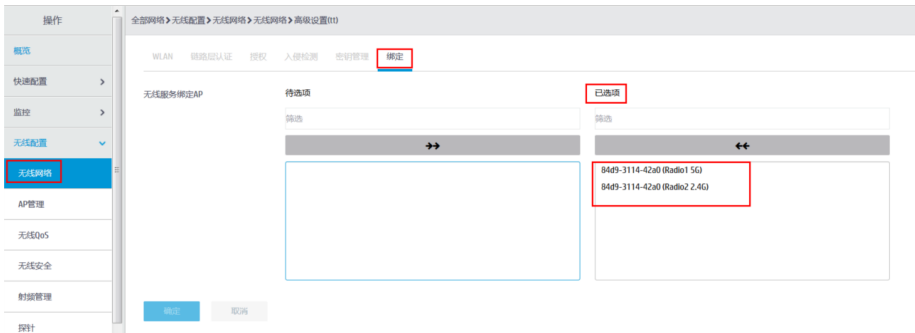 操作
全部网络>无线配置>无线网络>无线网络>高级设置(tt)
概览
WLAN 链路层认证 授权 入侵检测 密钥管理 绑定
快速配置
无线服务绑定AP 待选项 已选项
监控
筛选 筛选
无线配置
无线网络
84d9-3114-42a0 (Radio1 5G)
84d9-3114-42a0 (Radio2 2.4G)
AP管理
无线QoS
无线安全
射频管理
确定 取消
探针